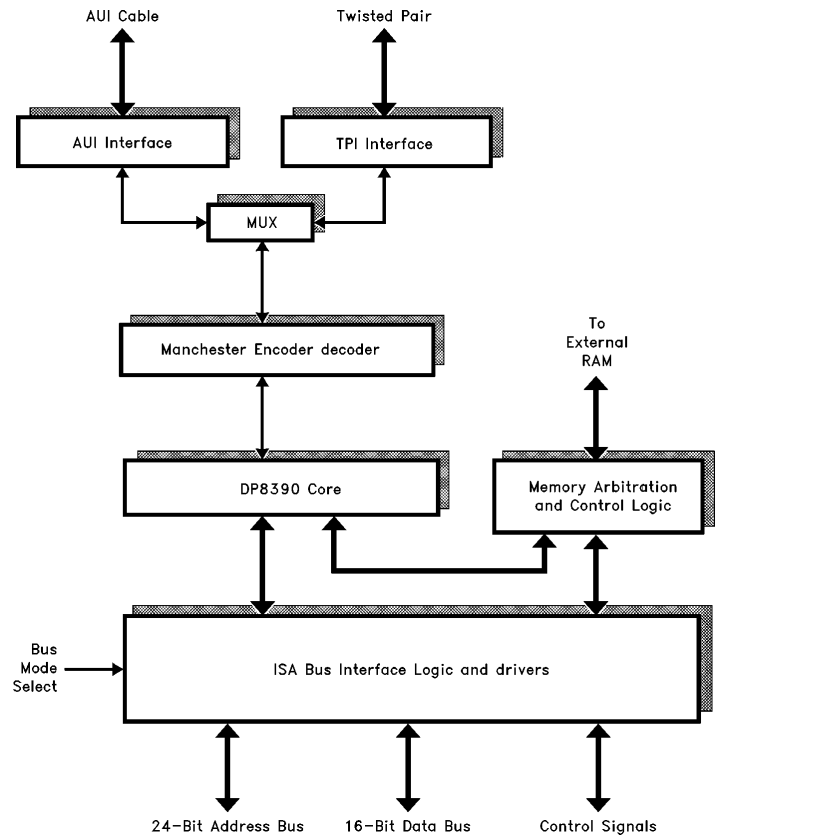 AUI Cable
Twisted Pair
AUI Interface
TPI Interface
MUX
Manchester Encoder decoder
To
External
RAM
DP8390 Core
Memory Arbitration
and Control Logic
Bus
Mode
Select
ISA Bus Interface Logic and drivers
24-Bit Address Bus
16-Bit Data Bus
Control Signals